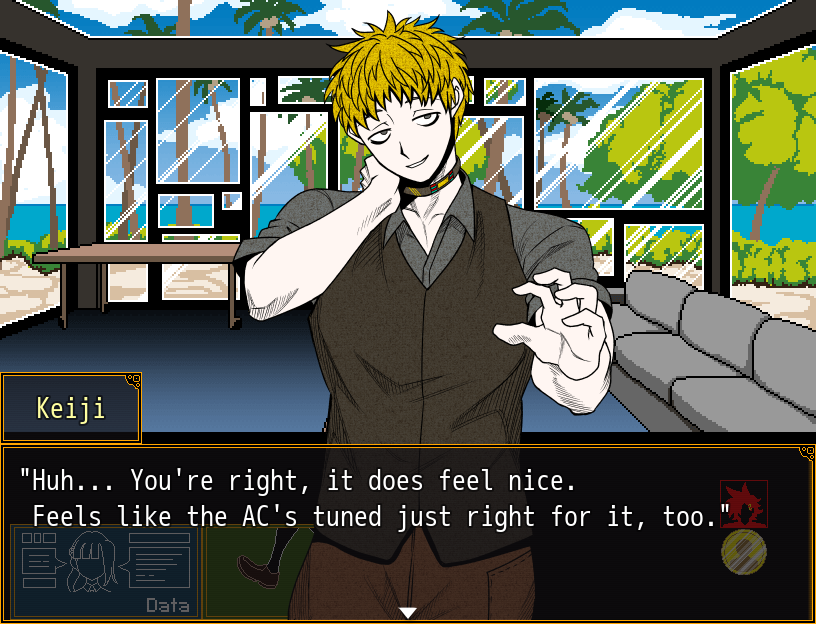 Keiji
"Huh... You're right, it does feel nice.
Feels like the AC's tuned just right for it, too."
Data